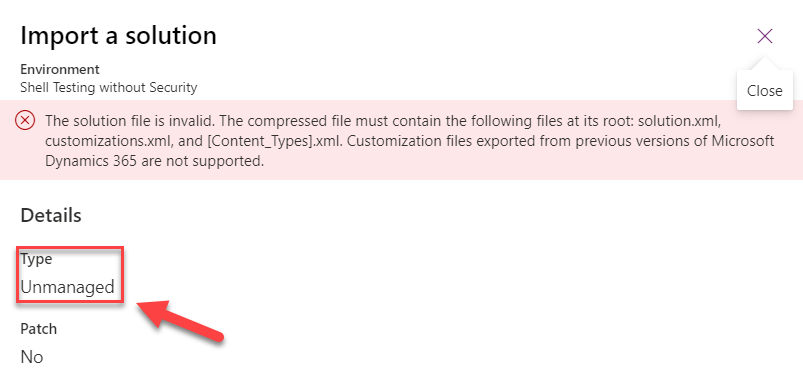 Import a solution
Environment
Shell Testing without Security
Close
The solution file is invalid. The compressed file must contain the following files at its root: solution.xml,
customizations.xml, and [Content_Types].xml. Customization files exported from previous versions of Microsoft
Dynamics 365 are not supported.
Details
Type
Unmanaged
Patch
No